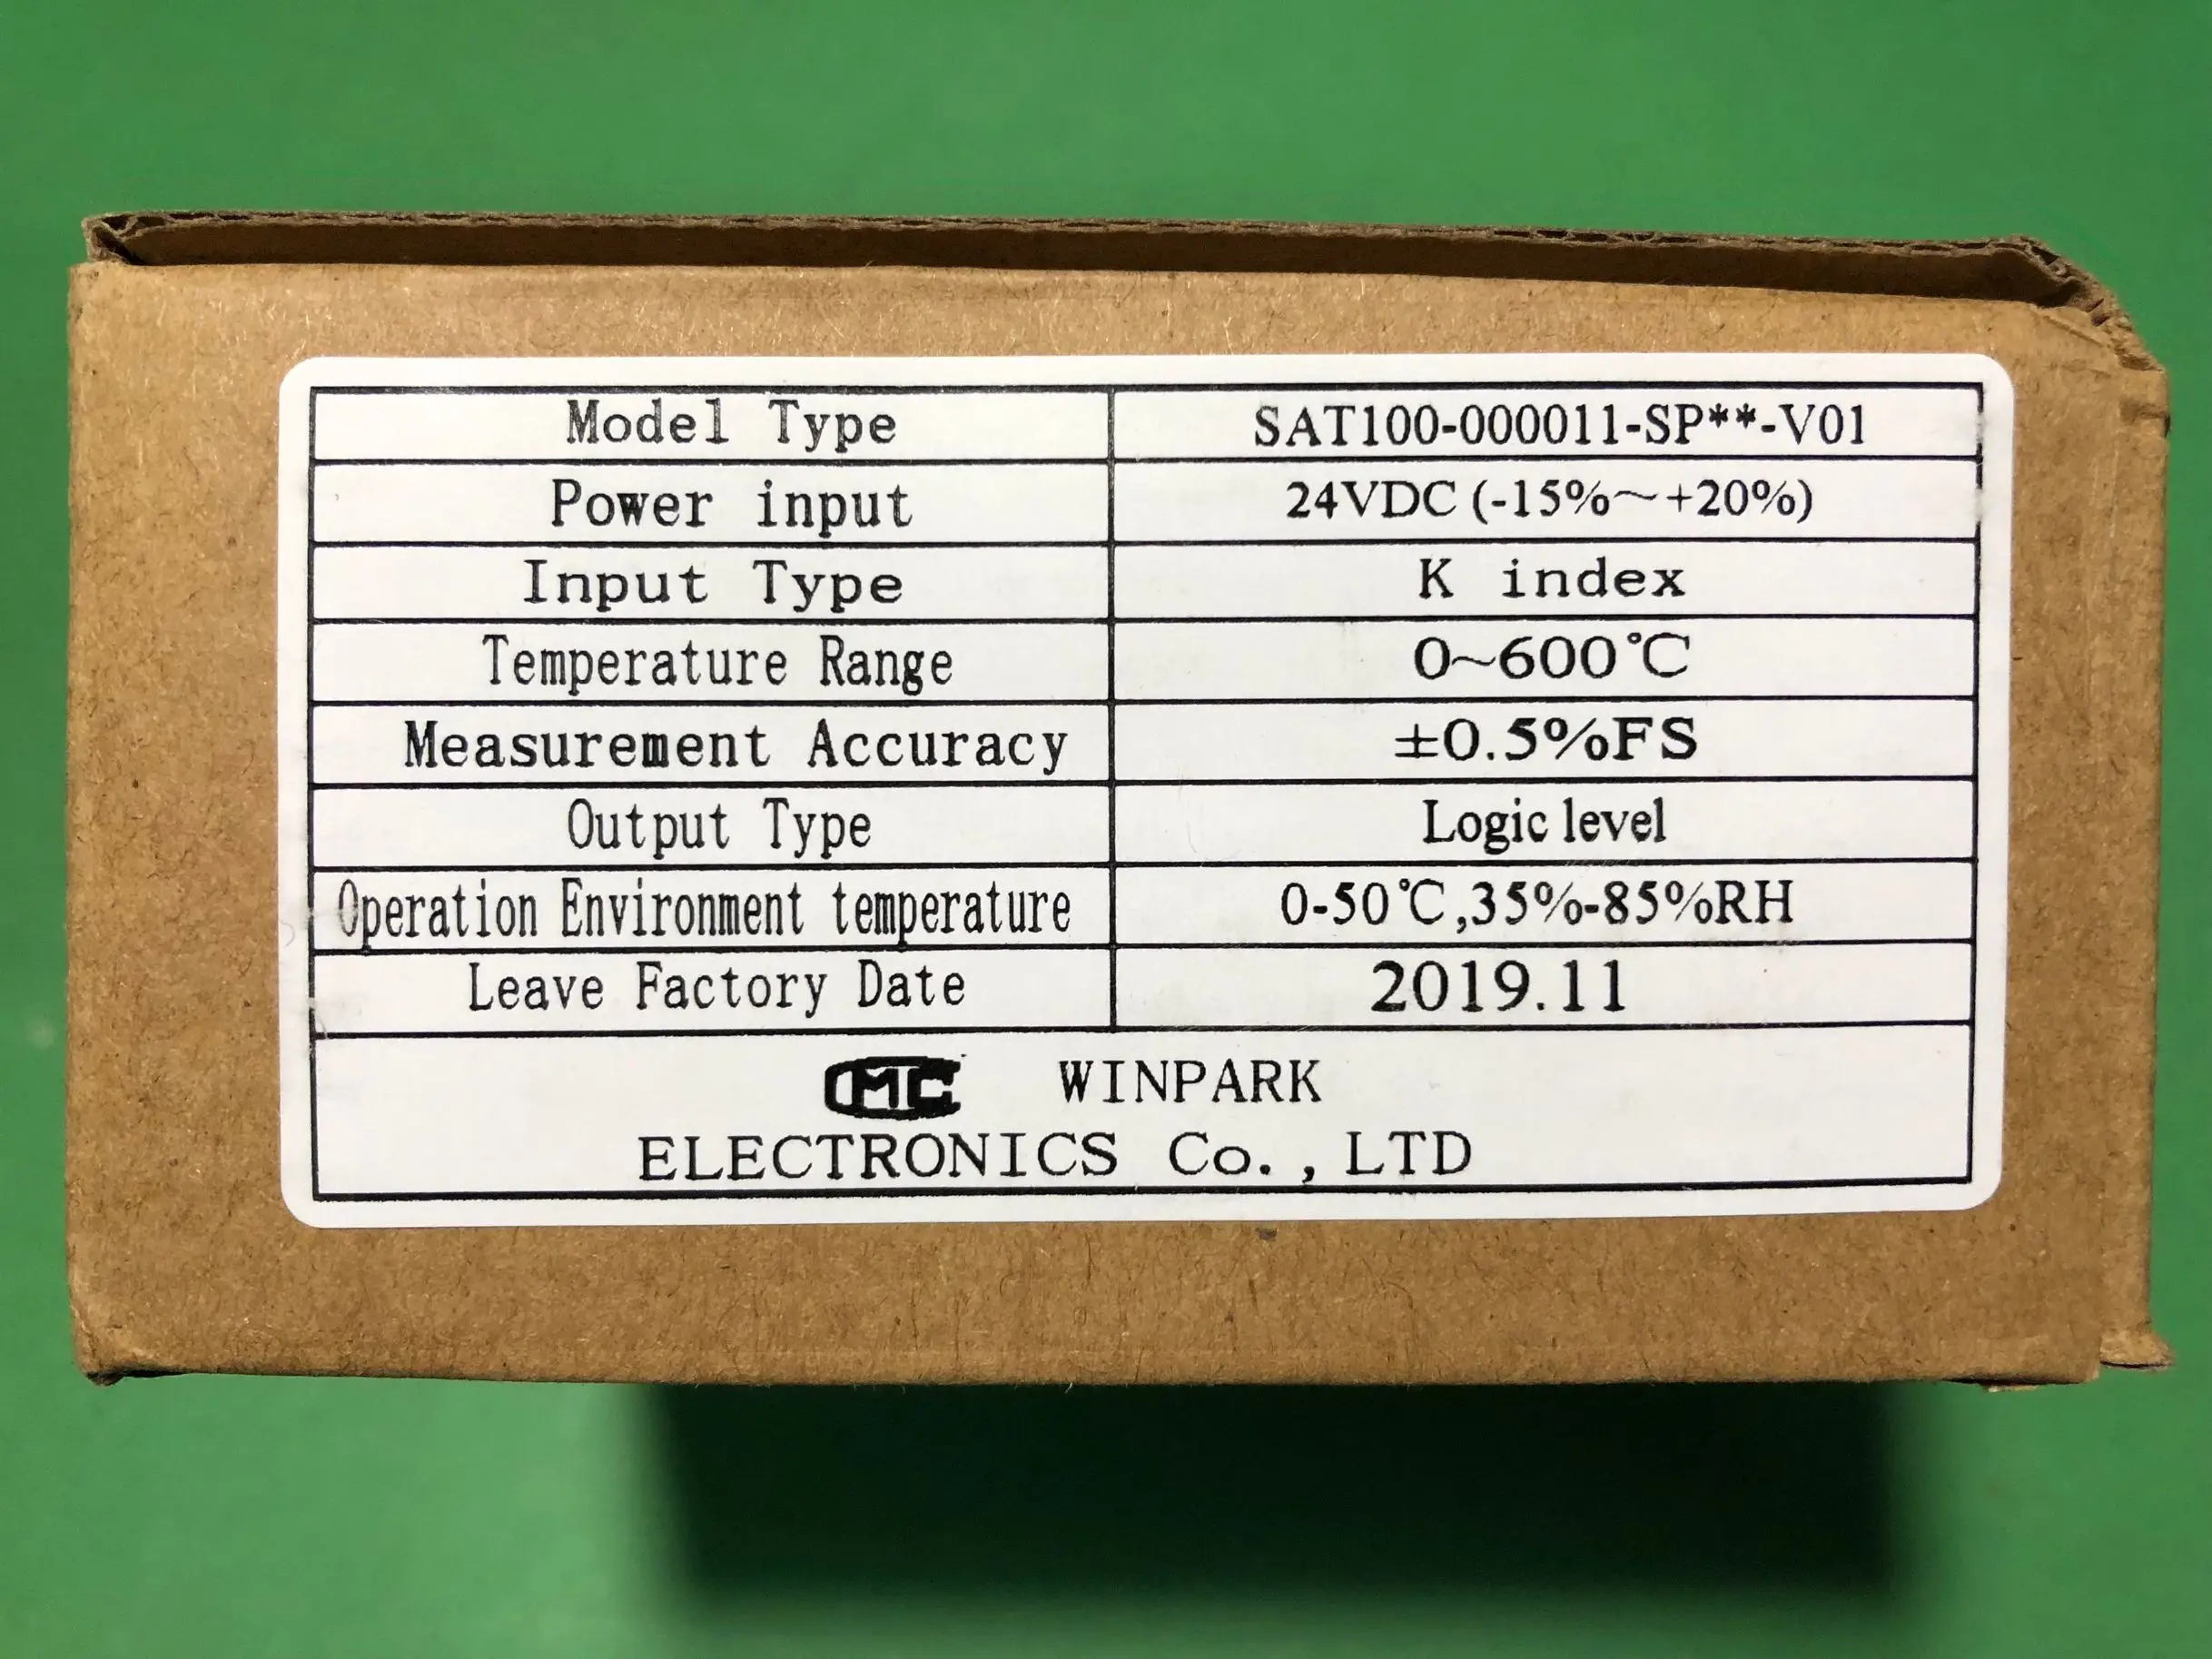 Model Type SAT100-000011-SP**-V01
Power input 24VDC (-15%～+20%)
Input Type K index
Temperature Range 0~600℃
Measurement Accuracy ±0.5%FS
Output Type Logic level
Operation Environment temperature 0-50℃,35%-85%RH
Leave Factory Date 2019.11
CMC WINPARK
ELECTRONICS Co., LTD